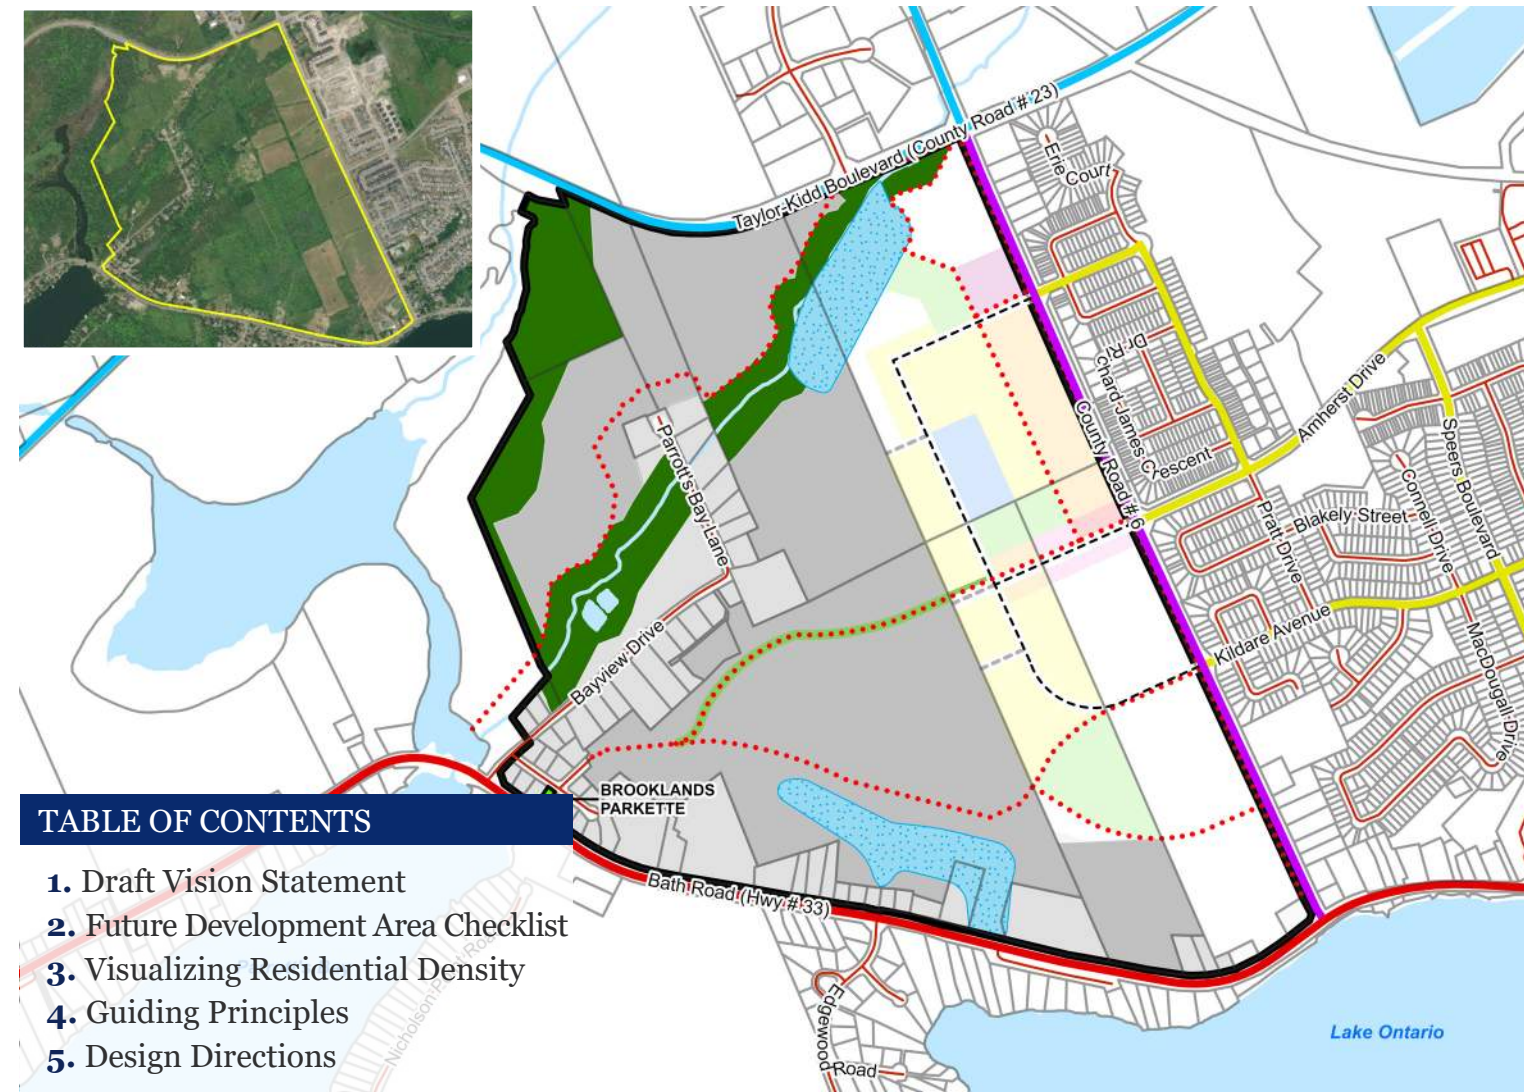 Taylor-Kidd Boulevard (County Road # 23)
Erie Court
Dr Richard James Crescent
County Road # 6
Amherst Drive
Speers Boulevard
Connell Drive
Blakely Street
Pratt Drive
Kildare Avenue
MacDougall Drive
Parrott's Bay Lane
Bayview Drive
BROOKLANDS
PARKETTE
Bath Road (Hwy # 33)
Edgewood Road
Lake Ontario
Nicholson Point Road
TABLE OF CONTENTS
1. Draft Vision Statement
2. Future Development Area Checklist
3. Visualizing Residential Density
4. Guiding Principles
5. Design Directions